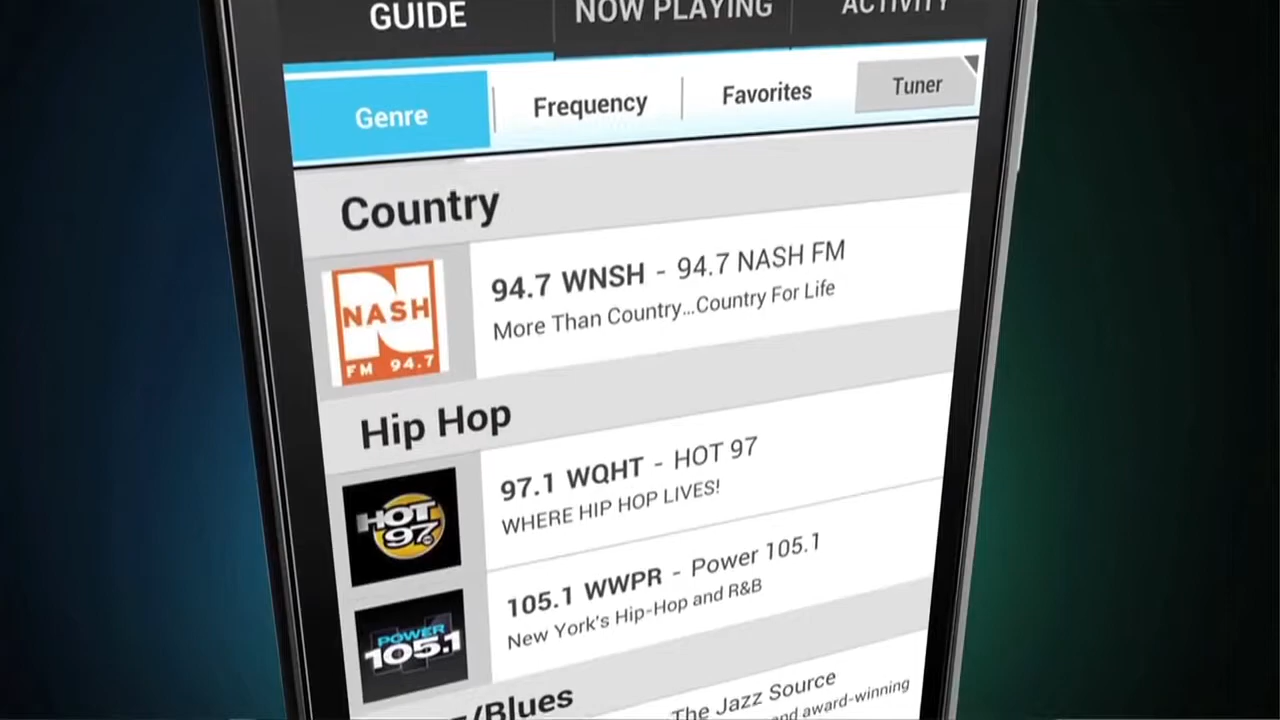 GUIDE
NOW PLAYING
ACTIVITY
Genre
Frequency
Favorites
Tuner
Country
NASH
FM 94.7
94.7 WNSH - 94.7 NASH FM
More Than Country...Country For Life
Hip Hop
HOT
97
97.1 WQHT - HOT 97
WHERE HIP HOP LIVES!
POWER
105.1
105.1 WWPR - Power 105.1
New York's Hip-Hop and R&B
/Blues
The Jazz Source
and award-winning